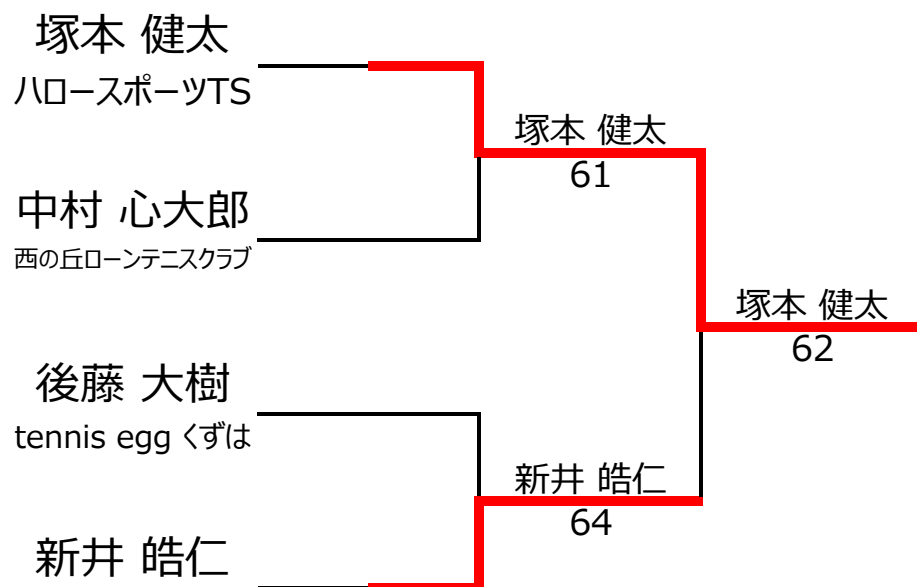 塚本 健太
ハロースポーツTS
塚本 健太
61
中村 心大郎
西の丘ローンテニスクラブ
塚本 健太
62
後藤 大樹
tennis egg くずは
新井 皓仁
64
新井 皓仁